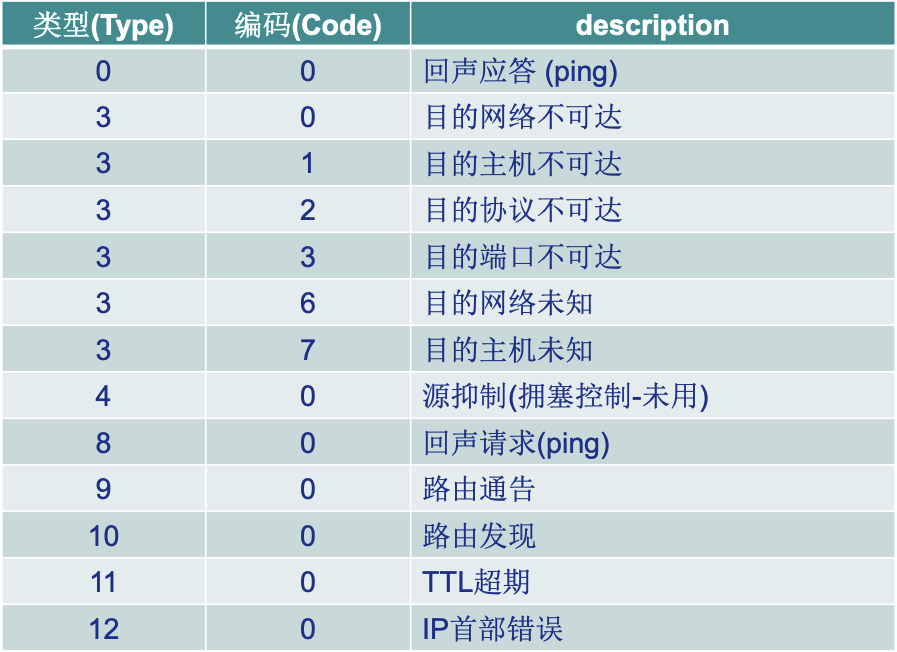 类型(Type) 编码(Code) description
0 0 回声应答 (ping)
3 0 目的网络不可达
3 1 目的主机不可达
3 2 目的协议不可达
3 3 目的端口不可达
3 6 目的网络未知
3 7 目的主机未知
4 0 源抑制(拥塞控制-未用)
8 0 回声请求(ping)
9 0 路由通告
10 0 路由发现
11 0 TTL超期
12 0 IP首部错误